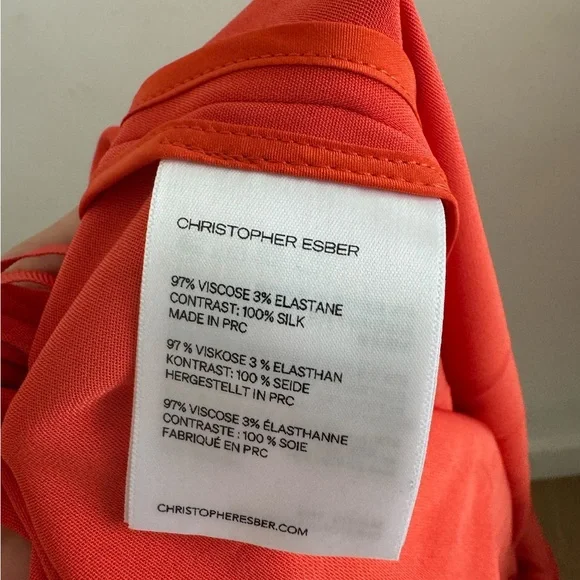 CHRISTOPHER ESBER
97% VISCOSE 3% ELASTANE
CONTRAST: 100% SILK
MADE IN PRC
97 % VISKOSE 3 % ELASTHAN
KONTRAST: 100 % SEIDE
HERGESTELLT IN PRC
97% VISCOSE 3% ÉLASTHANNE
CONTRASTE : 100 % SOIE
FABRIQUÉ EN PRC
CHRISTOPHERESBER.COM